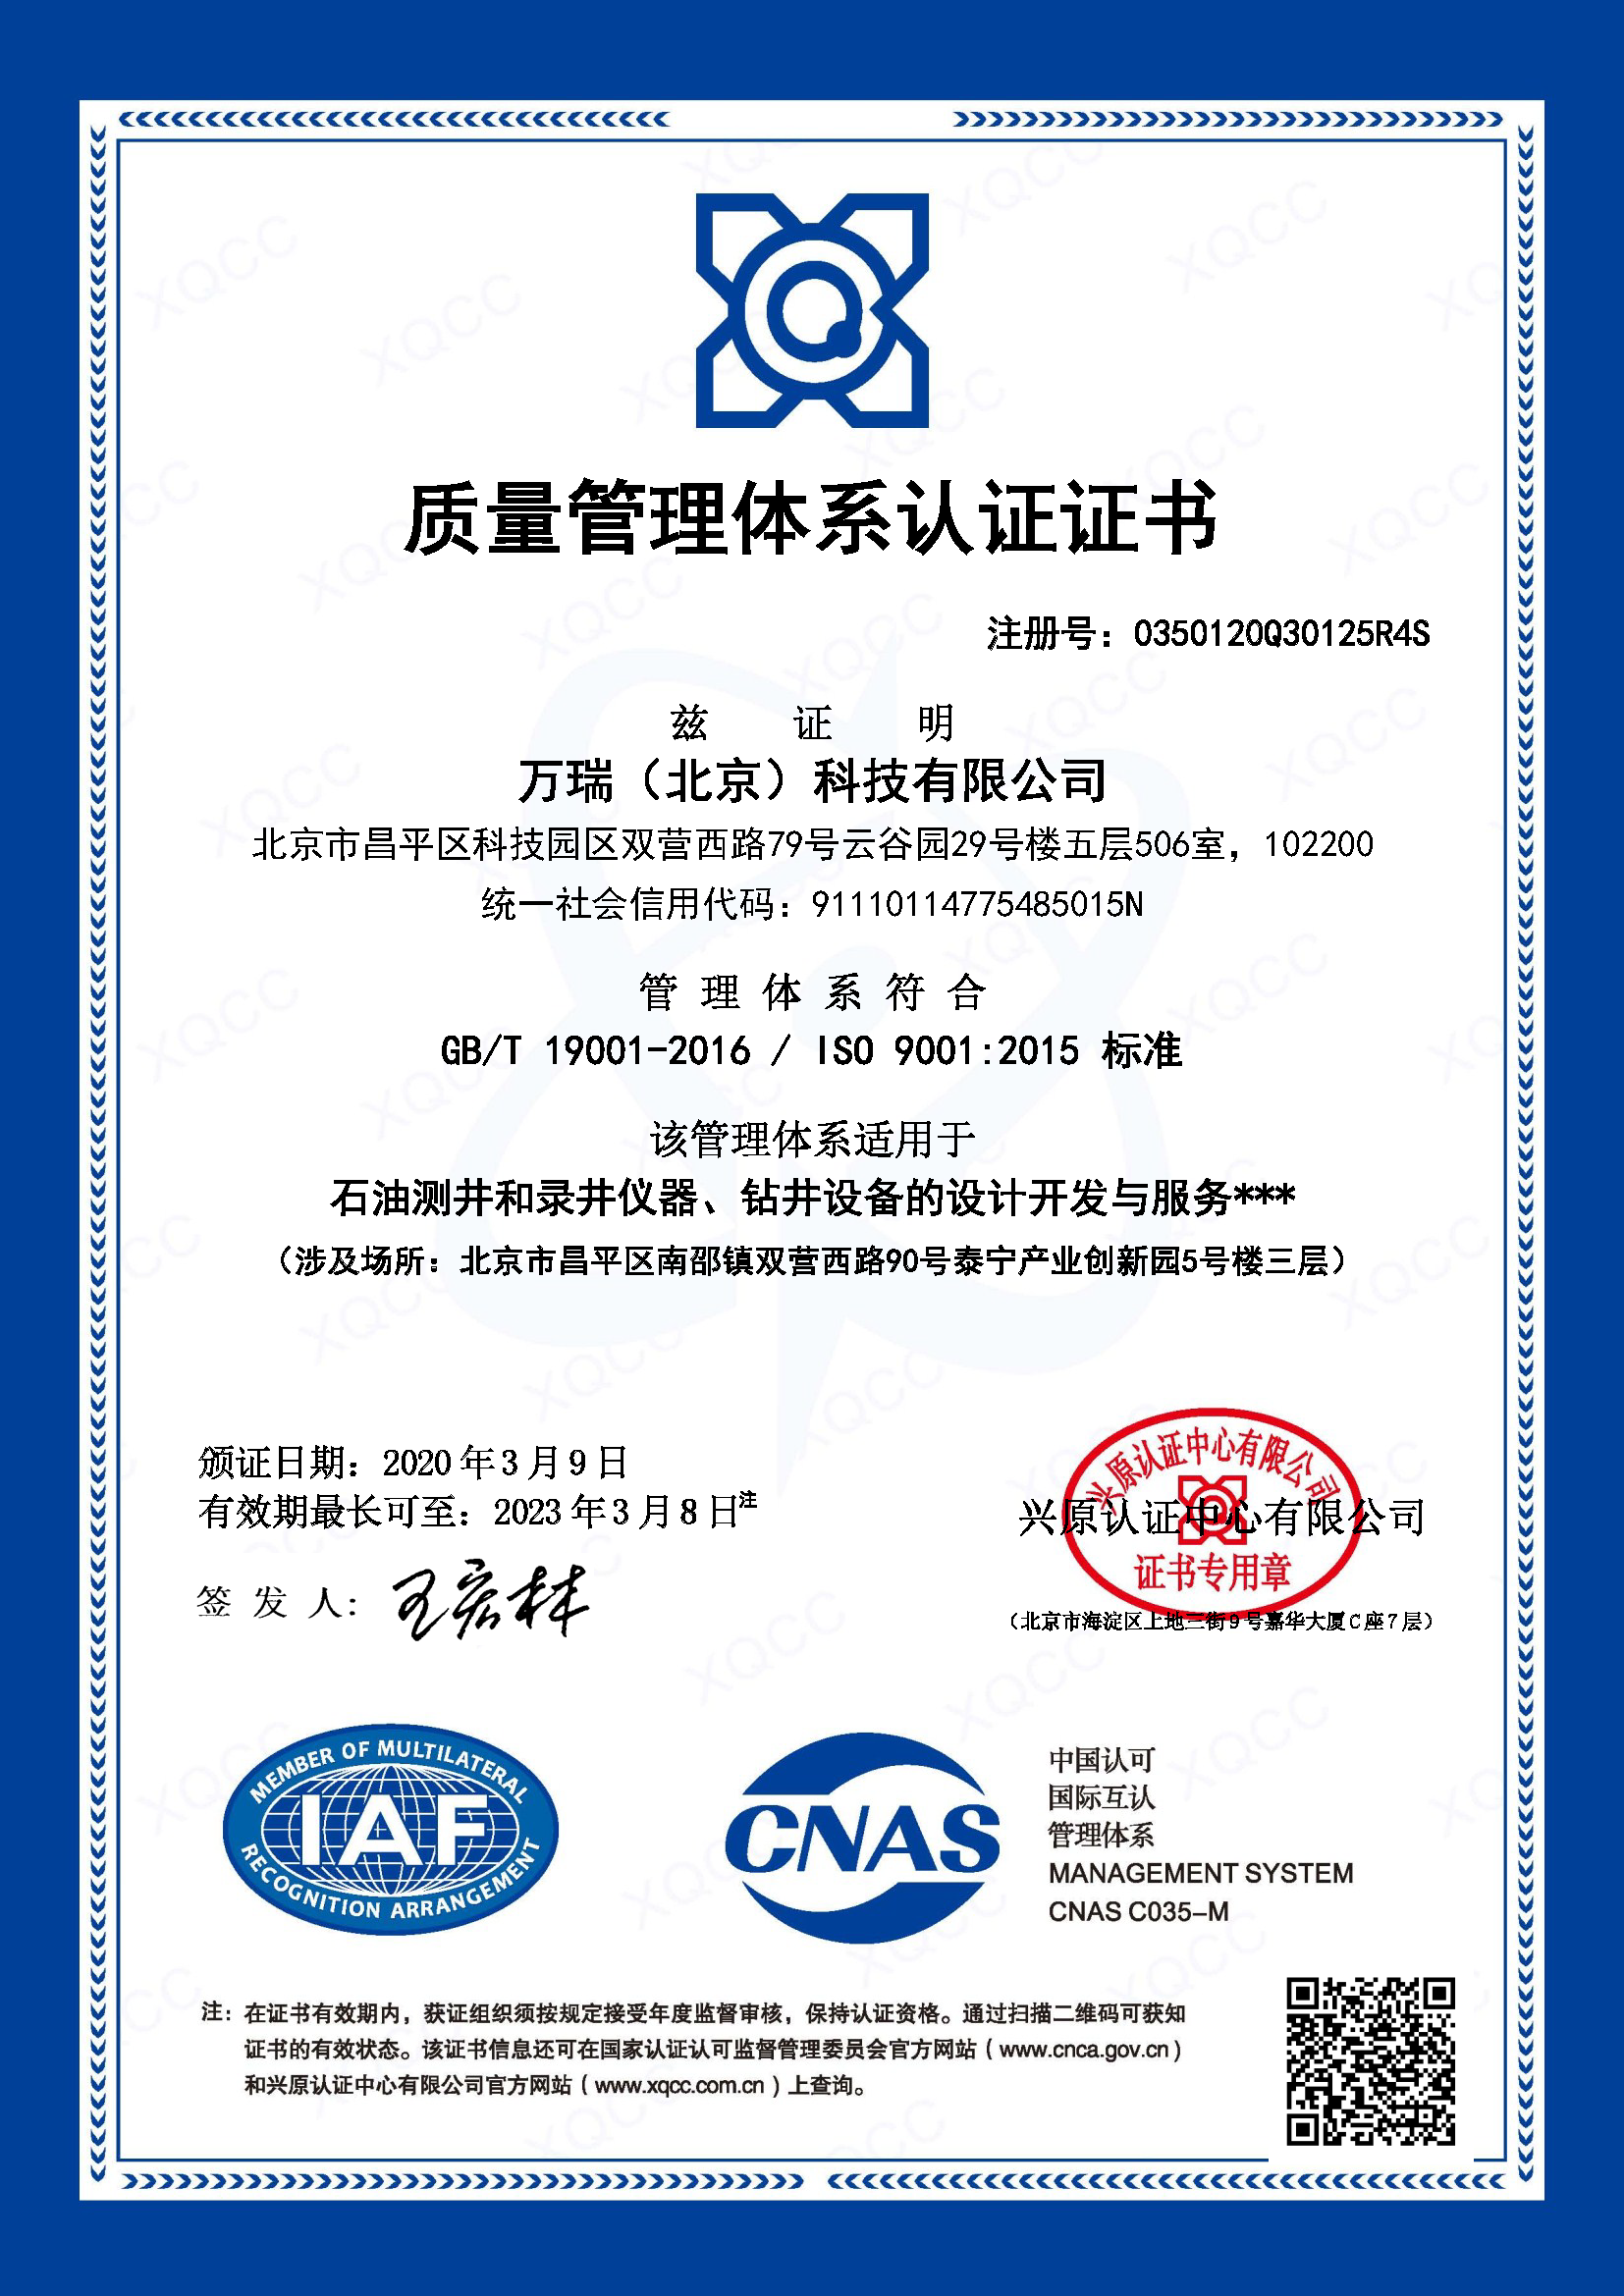 质量管理体系认证证书
注册号：0350120Q30125R4S
兹 证 明
万瑞（北京）科技有限公司
北京市昌平区科技园区双营西路79号云谷园29号楼五层506室，102200
统一社会信用代码：91110114775485015N
管 理 体 系 符 合
GB/T 19001-2016 / ISO 9001:2015 标准
该管理体系适用于
石油测井和录井仪器、钻井设备的设计开发与服务***
（涉及场所：北京市昌平区南邵镇双营西路90号泰宁产业创新园5号楼三层）
颁证日期：2020年3月9日
有效期最长可至：2023年3月8日注
签 发 人：
王宏林
兴原认证中心有限公司
证书专用章
兴原认证中心有限公司
（北京市海淀区上地三街9号嘉华大厦C座7层）
MEMBER OF MULTILATERAL
IAF
RECOGNITION ARRANGEMENT
CNAS
中国认可
国际互认
管理体系
MANAGEMENT SYSTEM
CNAS C035-M
注：在证书有效期内，获证组织须按规定接受年度监督审核，保持认证资格。通过扫描二维码可获知
证书的有效状态。该证书信息还可在国家认证认可监督管理委员会官方网站（www.cnca.gov.cn）
和兴原认证中心有限公司官方网站（www.xqcc.com.cn）上查询。